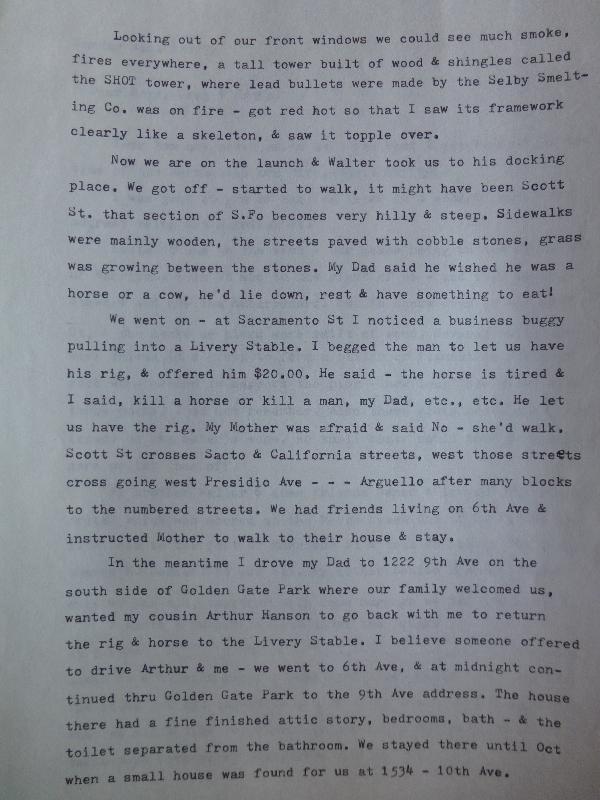 Looking out of our front windows we could see much smoke,
fires everywhere, a tall tower built of wood & shingles called
the SHOT tower, where lead bullets were made by the Selby Smelt-
ing Co. was on fire - got red hot so that I saw its framework
clearly like a skeleton, & saw it topple over.
Now we are on the launch & Walter took us to his docking
place. We got off - started to walk, it might have been Scott
St. that section of S.Fo becomes very hilly & steep. Sidewalks
were mainly wooden, the streets paved with cobble stones, grass
was growing between the stones. My Dad said he wished he was a
horse or a cow, he'd lie down, rest & have something to eat!
We went on - at Sacramento St I noticed a business buggy
pulling into a Livery Stable. I begged the man to let us have
his rig, & offered him $20.00. He said - the horse is tired &
I said, kill a horse or kill a man, my Dad, etc., etc. He let
us have the rig. My Mother was afraid & said No - she'd walk.
Scott St crosses Sacto & California streets, west those streets
cross going west Presidio Ave - - - Arguello after many blocks
to the numbered streets. We had friends living on 6th Ave &
instructed Mother to walk to their house & stay.
In the meantime I drove my Dad to 1222 9th Ave on the
south side of Golden Gate Park where our family welcomed us,
wanted my cousin Arthur Hanson to go back with me to return
the rig & horse to the Livery Stable. I believe someone offered
to drive Arthur & me - we went to 6th Ave, & at midnight con-
tinued thru Golden Gate Park to the 9th Ave address. The house
there had a fine finished attic story, bedrooms, bath - & the
toilet separated from the bathroom. We stayed there until Oct
when a small house was found for us at 1534 - 10th Ave.